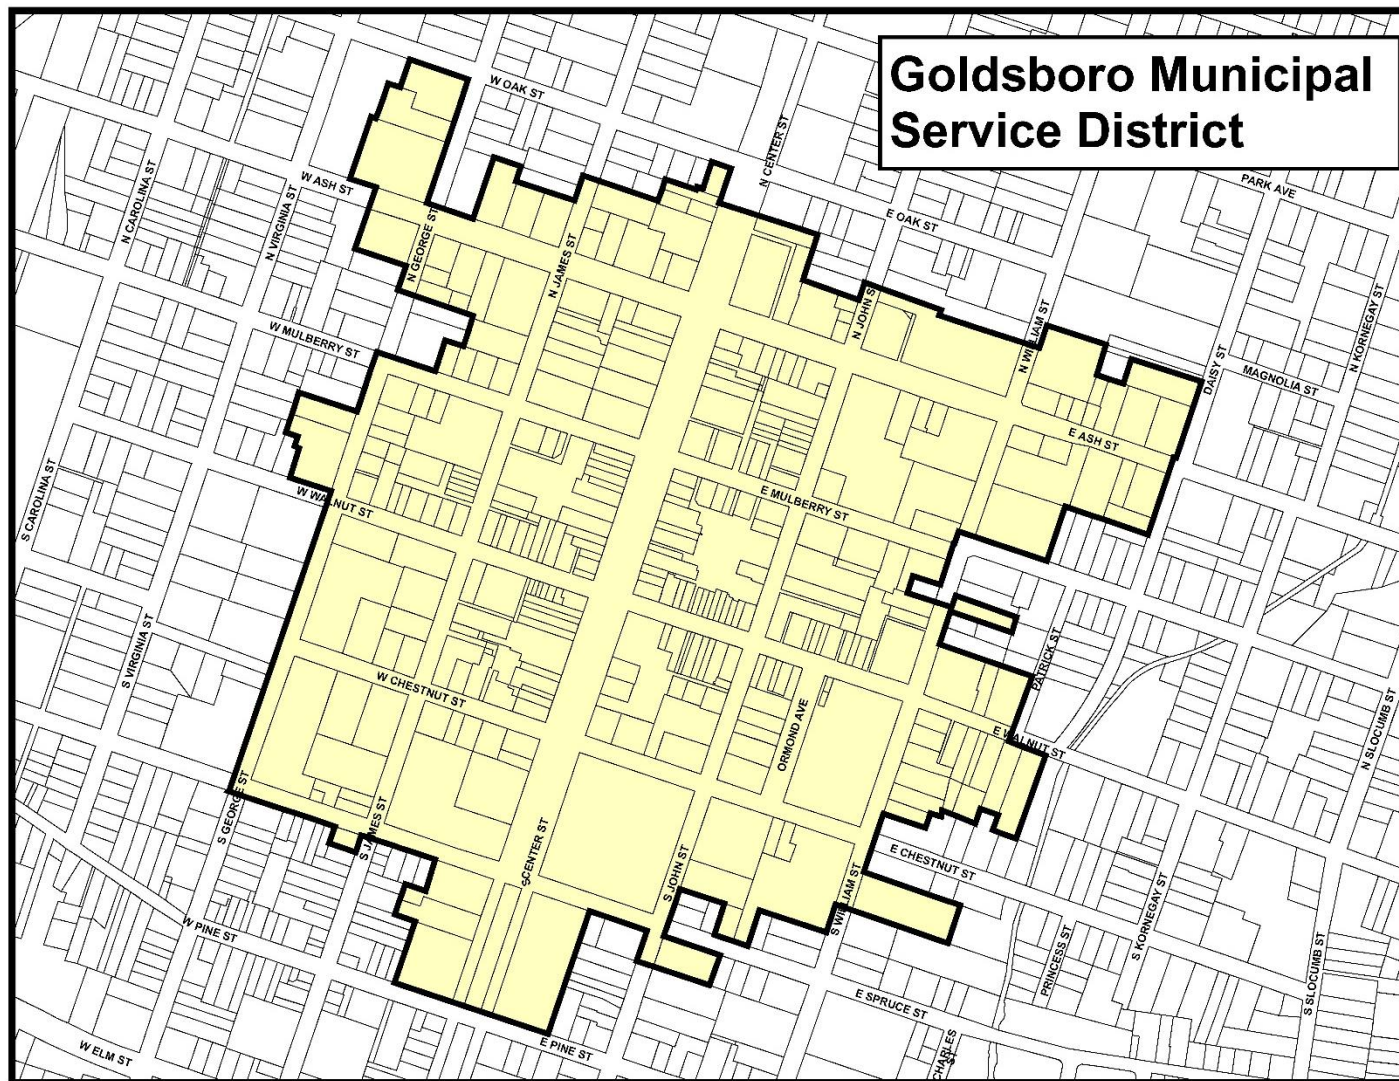 Goldsboro Municipal
Service District
W OAK ST
N CENTER ST
PARK AVE
W ASH ST
N CAROLINA ST
N VIRGINIA ST
N GEORGE ST
N JAMES ST
E OAK ST
N JOHN S
N WILLIAM ST
DAISY ST
N KORNEGAY ST
MAGNOLIA ST
W MULBERRY ST
E ASH ST
S CAROLINA ST
W WALNUT ST
E MULBERRY ST
S VIRGINIA ST
W CHESTNUT ST
ORMOND AVE
PATRICK ST
E WALNUT ST
N SLOCUMB ST
S GEORGE ST
S JAMES ST
SCENTER ST
S JOHN ST
S WILLIAM ST
E CHESTNUT ST
W PINE ST
PRINCESS ST
S KORNEGAY ST
S SLOCUMB ST
E SPRUCE ST
W ELM ST
E PINE ST
CHARLES
ST